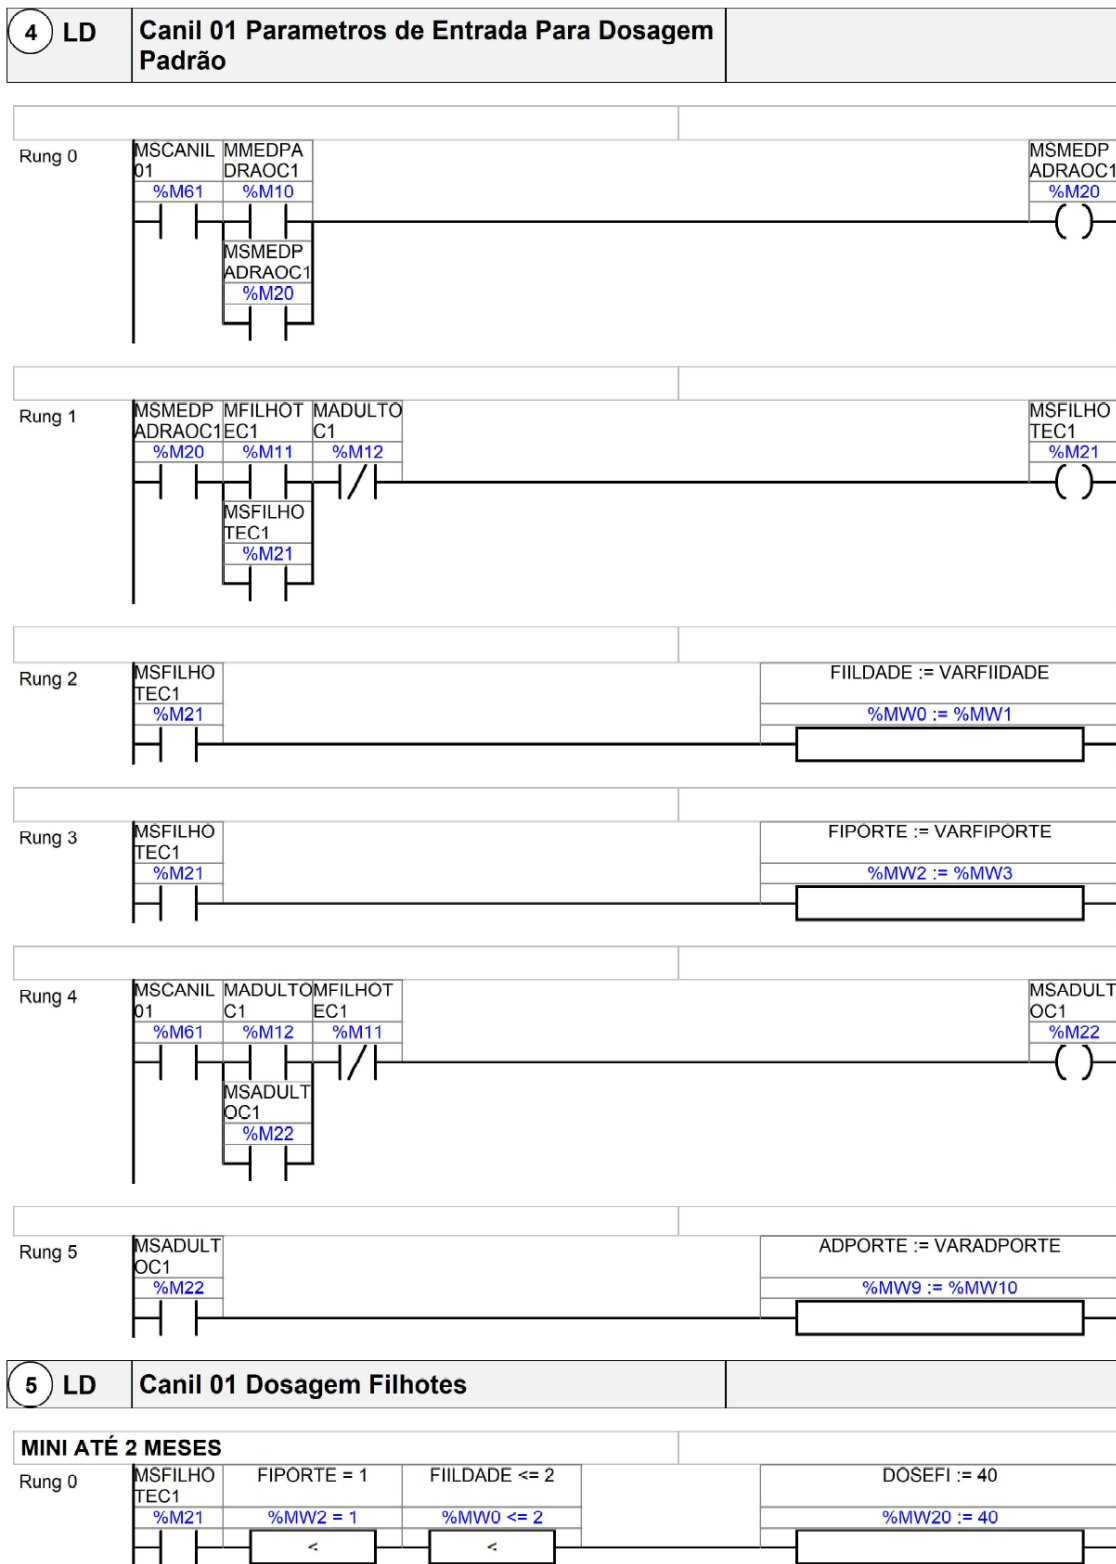 4 LD Canil 01 Parametros de Entrada Para Dosagem
Padrão
Rung 0
MSCANIL MMEDPA MSMEDP
01 DRAOC1 ADRAOC1
%M61 %M10 %M20
MSMEDP
ADRAOC1
%M20
Rung 1
MSMEDP MFILHOT MADULTO MSFILHO
ADRAOC1 EC1 C1 TEC1
%M20 %M11 %M12 %M21
MSFILHO
TEC1
%M21
Rung 2
MSFILHO FIILDADE := VARFIIDADE
TEC1
%M21 %MW0 := %MW1
Rung 3
MSFILHO FIPORTE := VARFIPORTE
TEC1
%M21 %MW2 := %MW3
Rung 4
MSCANIL MADULTO MFILHOT MSADULT
01 C1 EC1 OC1
%M61 %M12 %M11 %M22
MSADULT
OC1
%M22
Rung 5
MSADULT ADPORTE := VARADPORTE
OC1
%M22 %MW9 := %MW10
5 LD Canil 01 Dosagem Filhotes
MINI ATÉ 2 MESES
Rung 0
MSFILHO FIPORTE = 1 FIILDADE <= 2 DOSEFI := 40
TEC1
%M21 %MW2 = 1 %MW0 <= 2 %MW20 := 40
< <